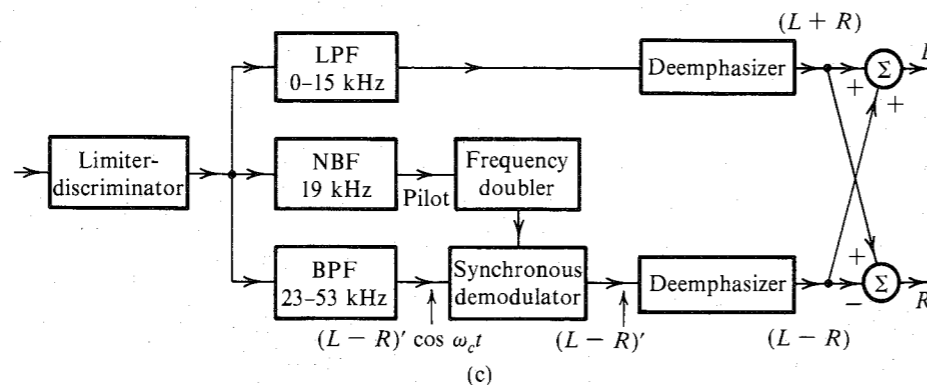 (L + R)
LPF
0–15 kHz
Deemphasizer
Σ
L
+
+
Limiter-
discriminator
NBF
19 kHz
Pilot
Frequency
doubler
BPF
23–53 kHz
Synchronous
demodulator
Deemphasizer
+
−
Σ
R
(L − R)′ cos ω_c t
(L − R)′
(L − R)
(c)